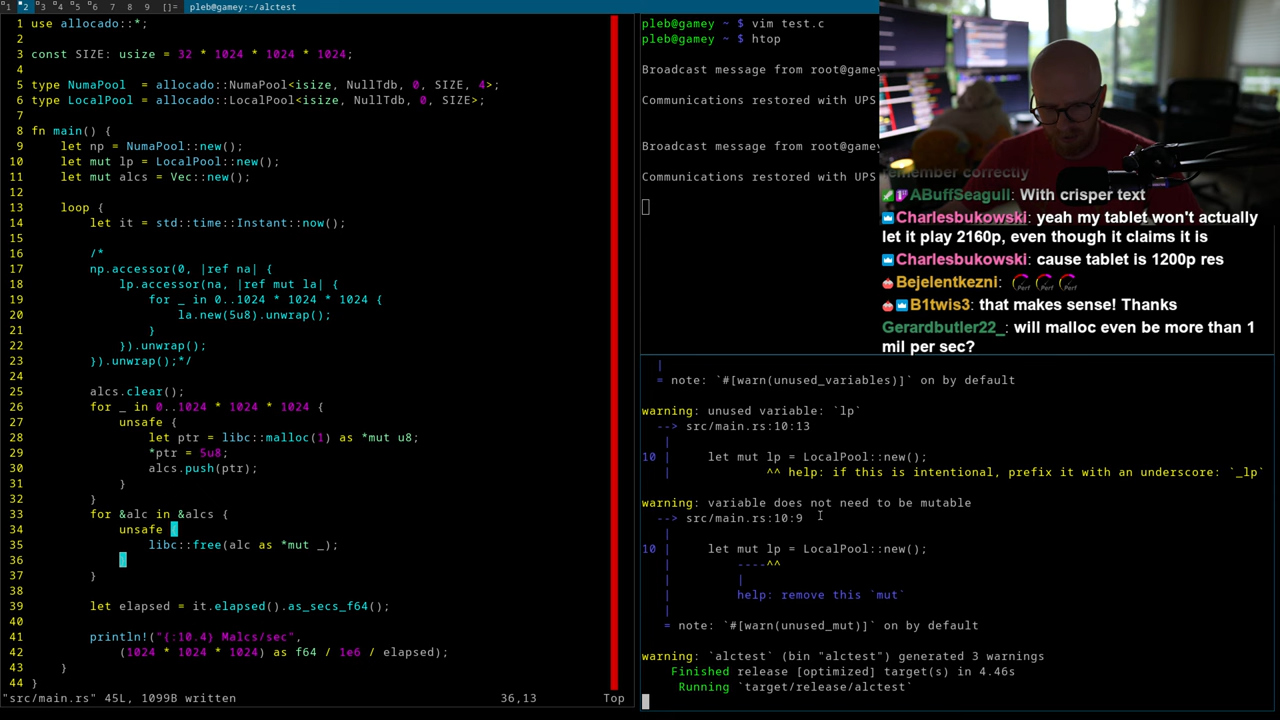 1 2 3 4 5 6 7 8 9 []= pleb@gamey:~/alctest
1 use allocado::*;
2
3 const SIZE: usize = 32 * 1024 * 1024 * 1024;
4
5 type NumaPool  = allocado::NumaPool<isize, NullTdb, 0, SIZE, 4>;
6 type LocalPool = allocado::LocalPool<isize, NullTdb, 0, SIZE>;
7
8 fn main() {
9     let np = NumaPool::new();
10     let mut lp = LocalPool::new();
11     let mut alcs = Vec::new();
12
13     loop {
14         let it = std::time::Instant::now();
15
16         /*
17         np.accessor(0, |ref na| {
18             lp.accessor(na, |ref mut la| {
19                 for _ in 0..1024 * 1024 * 1024 {
20                     la.new(5u8).unwrap();
21                 }
22             }).unwrap();
23         }).unwrap();*/
24
25         alcs.clear();
26         for _ in 0..1024 * 1024 * 1024 {
27             unsafe {
28                 let ptr = libc::malloc(1) as *mut u8;
29                 *ptr = 5u8;
30                 alcs.push(ptr);
31             }
32         }
33         for &alc in &alcs {
34             unsafe {
35                 libc::free(alc as *mut _);
36             }
37         }
38
39         let elapsed = it.elapsed().as_secs_f64();
40
41         println!("{:10.4} Malcs/sec",
42             (1024 * 1024 * 1024) as f64 / 1e6 / elapsed);
43     }
44 }
"src/main.rs" 45L, 1099B written 36,13 Top
pleb@gamey ~ $ vim test.c
pleb@gamey ~ $ htop
Broadcast message from root@gamey
Communications restored with UPS
Broadcast message from root@gamey
Communications restored with UPS
remember correctly
ABuffSeagull: With crisper text
Charlesbukowski: yeah my tablet won't actually
let it play 2160p, even though it claims it is
Charlesbukowski: cause tablet is 1200p res
Bejelentkezni: Perf Perf Perf
B1twis3: that makes sense! Thanks
Gerardbutler22_: will malloc even be more than 1
mil per sec?
|
= note: `#[warn(unused_variables)]` on by default
warning: unused variable: `lp`
--> src/main.rs:10:13
|
10 |     let mut lp = LocalPool::new();
|             ^^ help: if this is intentional, prefix it with an underscore: `_lp`
warning: variable does not need to be mutable
--> src/main.rs:10:9
|
10 |     let mut lp = LocalPool::new();
|         ----^^
|         |
|         help: remove this `mut`
|
= note: `#[warn(unused_mut)]` on by default
warning: `alctest` (bin "alctest") generated 3 warnings
Finished release [optimized] target(s) in 4.46s
Running `target/release/alctest`